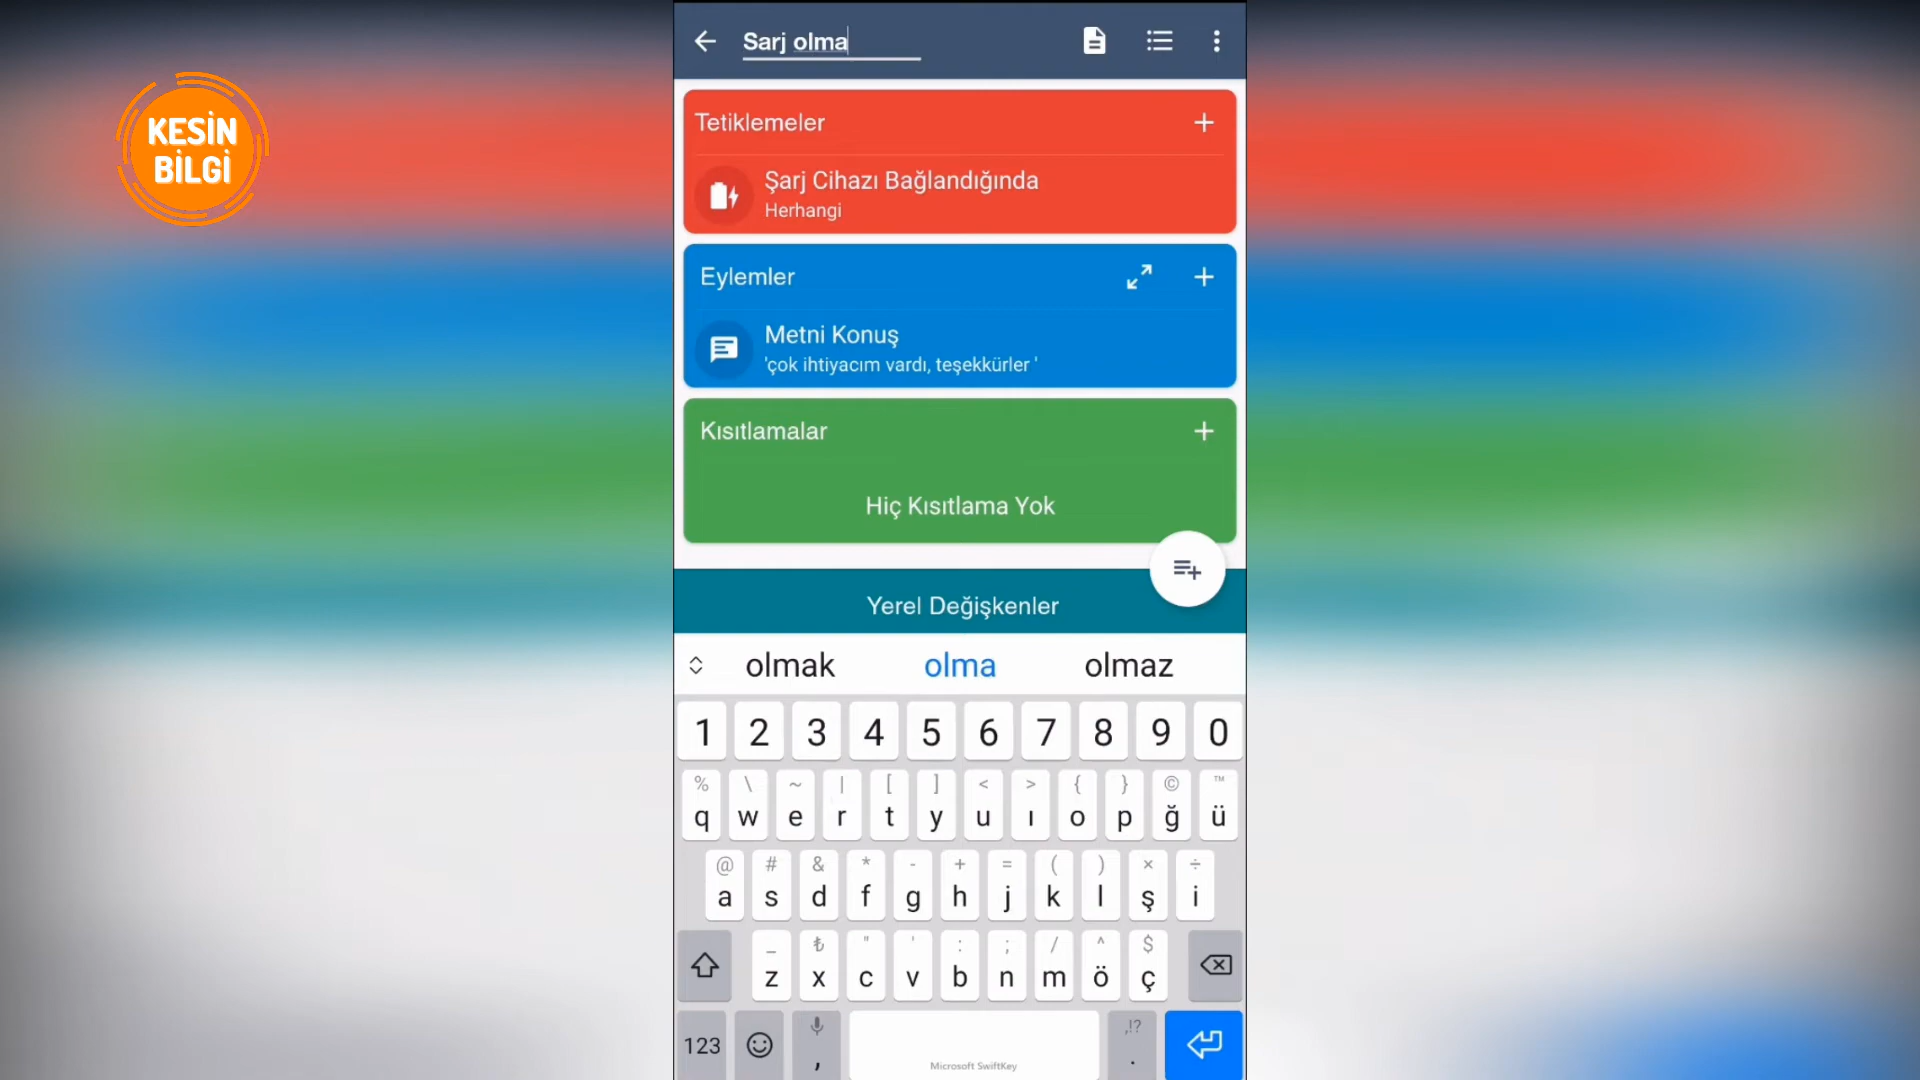 KESİN
BİLGİ
Sarj olma
Tetiklemeler
Şarj Cihazı Bağlandığında
Herhangi
Eylemler
Metni Konuş
'çok ihtiyacım vardı, teşekkürler '
Kısıtlamalar
Hiç Kısıtlama Yok
Yerel Değişkenler
olmak olma olmaz
1 2 3 4 5 6 7 8 9 0
% \ ~ | [ ] < > { } © ™
q w e r t y u ı o p ğ ü
@ # & * - + = ( ) × ÷
a s d f g h j k l ş i
_ ₺ " ' : ; / ^ $
z x c v b n m ö ç
,!?
123 , .
Microsoft SwiftKey